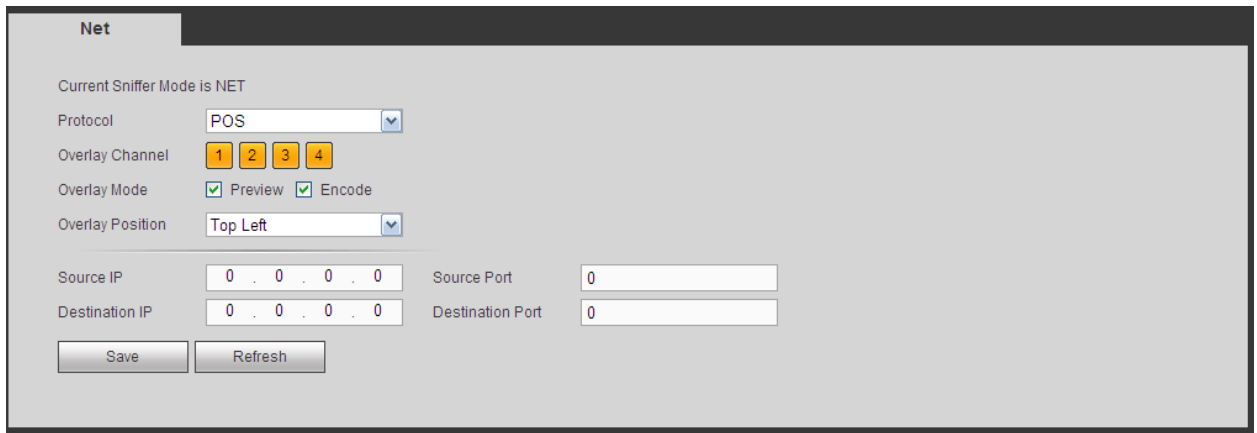 Net
Current Sniffer Mode is NET
Protocol POS
Overlay Channel 1 2 3 4
Overlay Mode Preview Encode
Overlay Position Top Left
Source IP 0 . 0 . 0 . 0 Source Port 0
Destination IP 0 . 0 . 0 . 0 Destination Port 0
Save Refresh